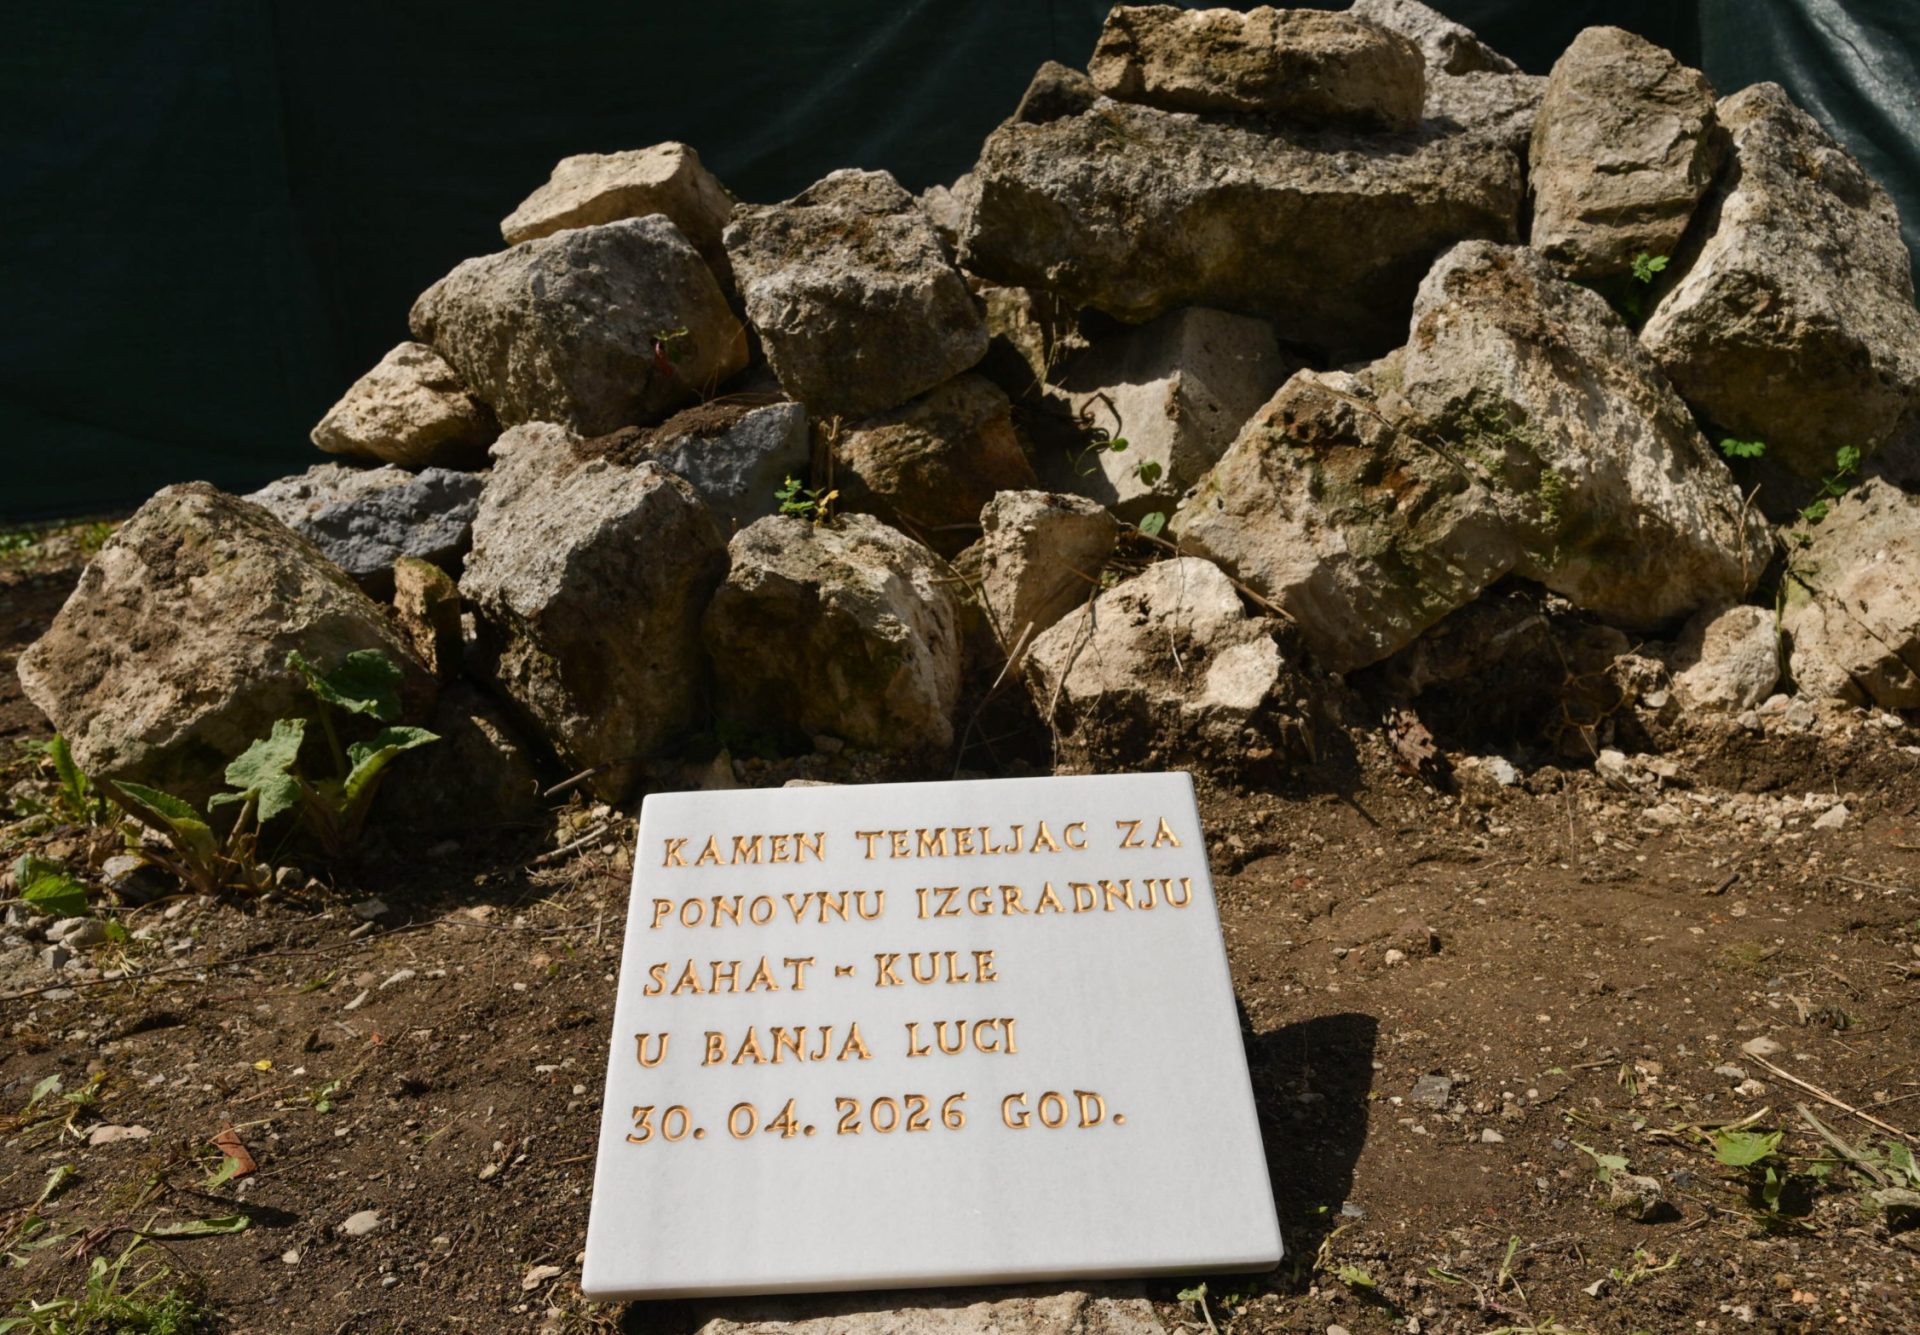 KAMEN TEMELJAC ZA
PONOVNU IZGRADNJU
SAHAT - KULE
U BANJA LUCI
30. 04. 2026 GOD.